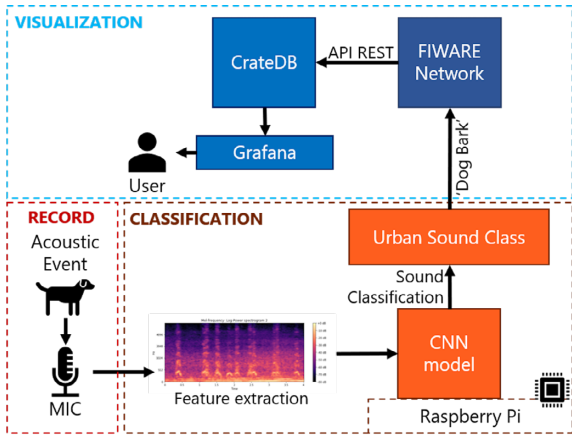 VISUALIZATION
CrateDB
API REST
FIWARE
Network
Grafana
User
'Dog Bark'
RECORD
Acoustic
Event
MIC
CLASSIFICATION
Urban Sound Class
Sound
Classification
Feature extraction
CNN
model
Raspberry Pi